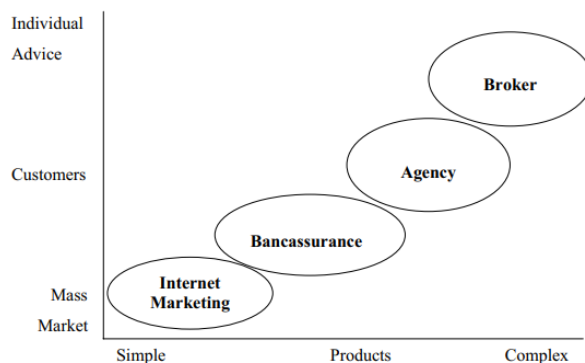 Individual
Advice
Broker
Customers
Agency
Bancassurance
Internet
Marketing
Mass
Market
Simple Products Complex